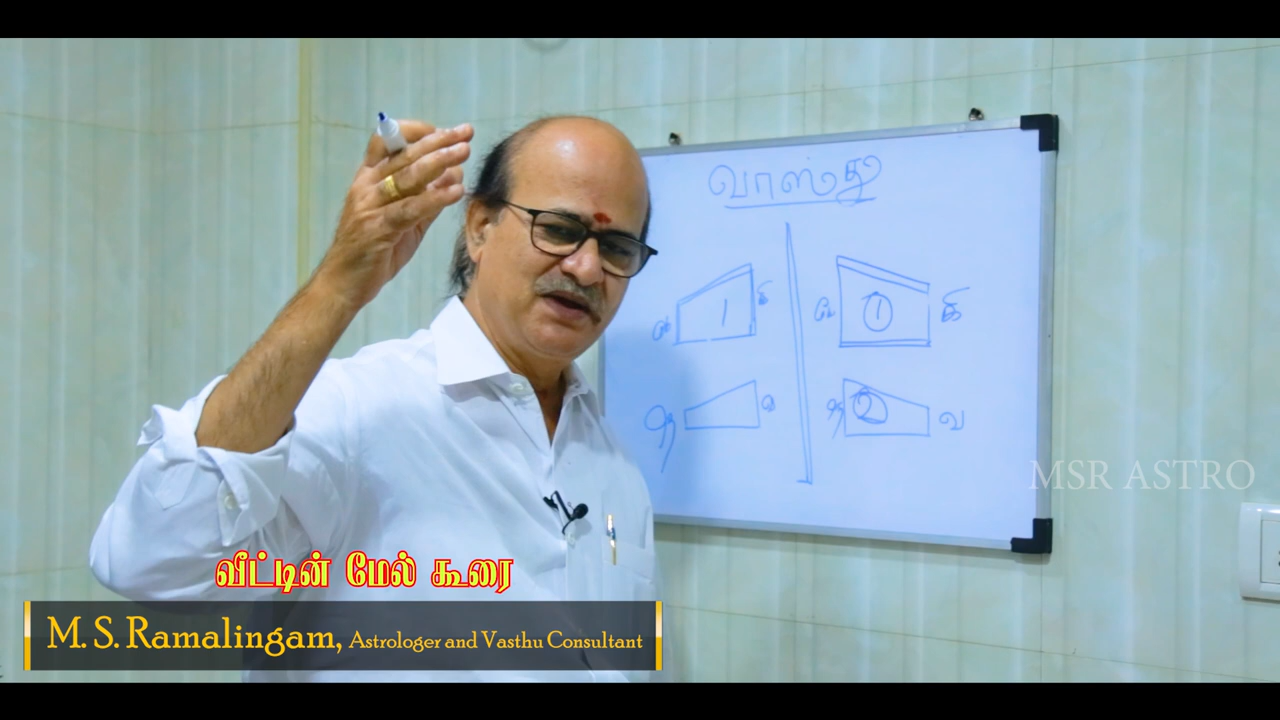 வாஸ்து
மே
1
கி
மே
1
கி
தெ
வ
தெ
2
வ
MSR ASTRO
வீட்டின் மேல் கூரை
M. S. Ramalingam, Astrologer and Vasthu Consultant